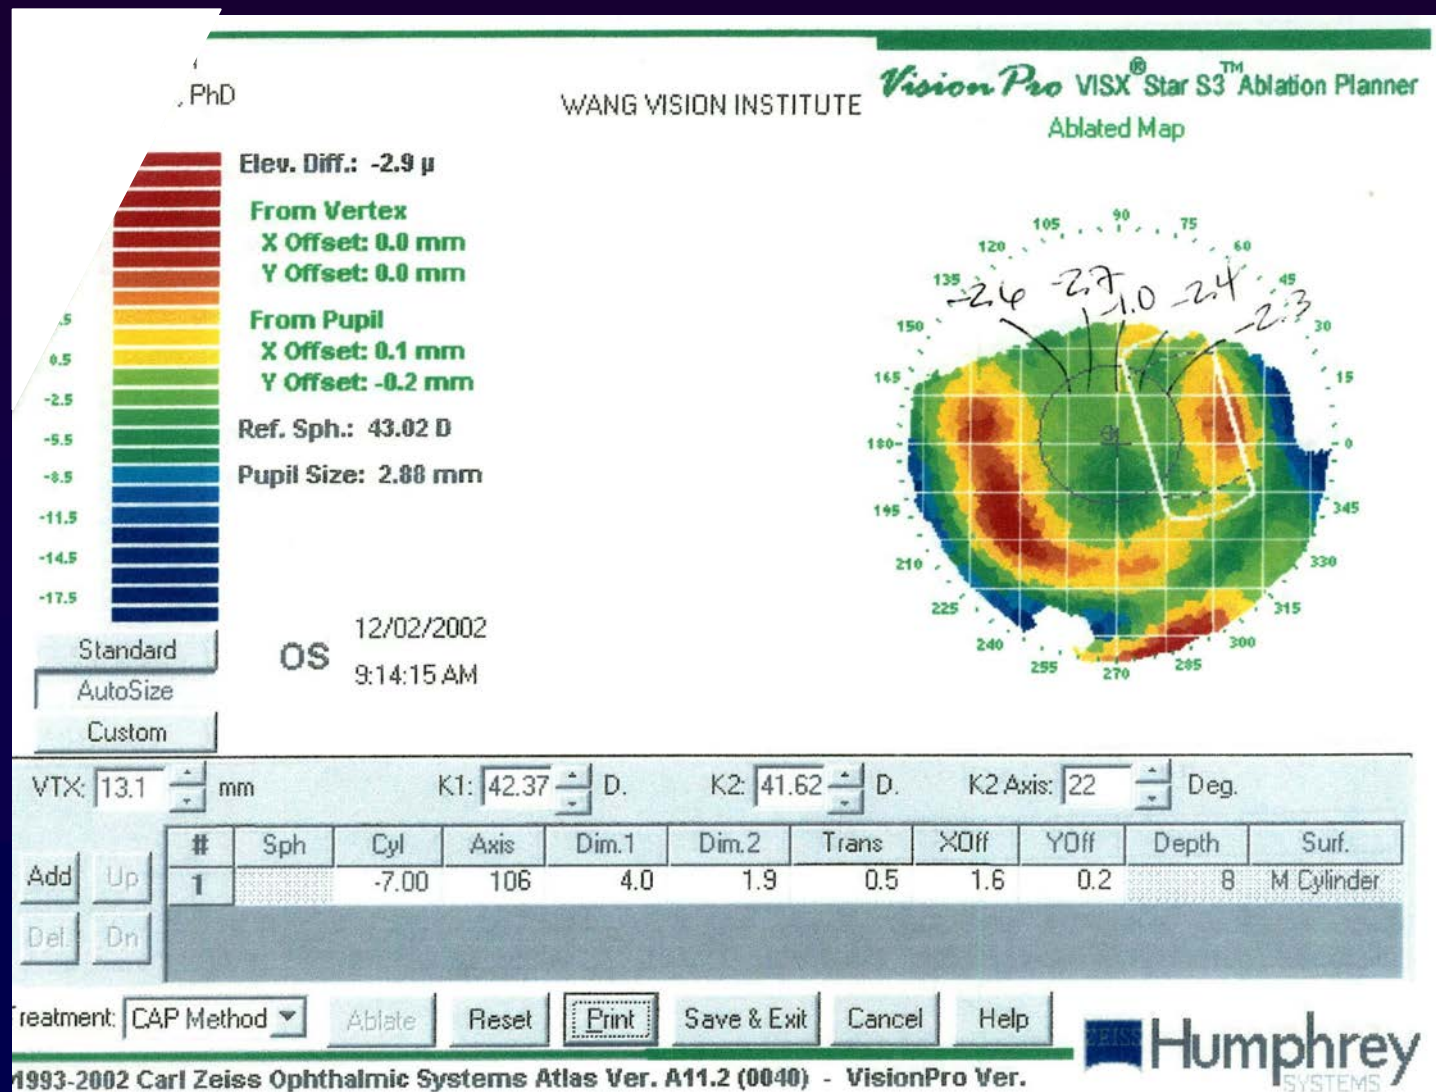 , PhD
WANG VISION INSTITUTE
Vision Pro VISX® Star S3™ Ablation Planner
Ablated Map
Elev. Diff.: -2.9 μ
From Vertex
X Offset: 0.0 mm
Y Offset: 0.0 mm
From Pupil
X Offset: 0.1 mm
Y Offset: -0.2 mm
Ref. Sph.: 43.02 D
Pupil Size: 2.88 mm
.5
0.5
-2.5
-5.5
-8.5
-11.5
-14.5
-17.5
105 90 75
120 60
135 45
-2.6 -2.7 -1.0 -2.4 -2.3
150 30
165 15
180 0
195 345
210 330
225 315
240 300
255 270 285
Standard
AutoSize
Custom
OS
12/02/2002
9:14:15 AM
VTX: 13.1 mm K1: 42.37 D. K2: 41.62 D. K2 Axis: 22 Deg.
# Sph Cyl Axis Dim.1 Dim.2 Trans XOff YOff Depth Surf.
1 -7.00 106 4.0 1.9 0.5 1.6 0.2 8 M Cylinder
Add Up
Del. Dn
reatment: CAP Method Ablate Reset Print Save & Exit Cancel Help
ZEISS Humphrey
SYSTEMS
1993-2002 Carl Zeiss Ophthalmic Systems Atlas Ver. A11.2 (0040) - VisionPro Ver.